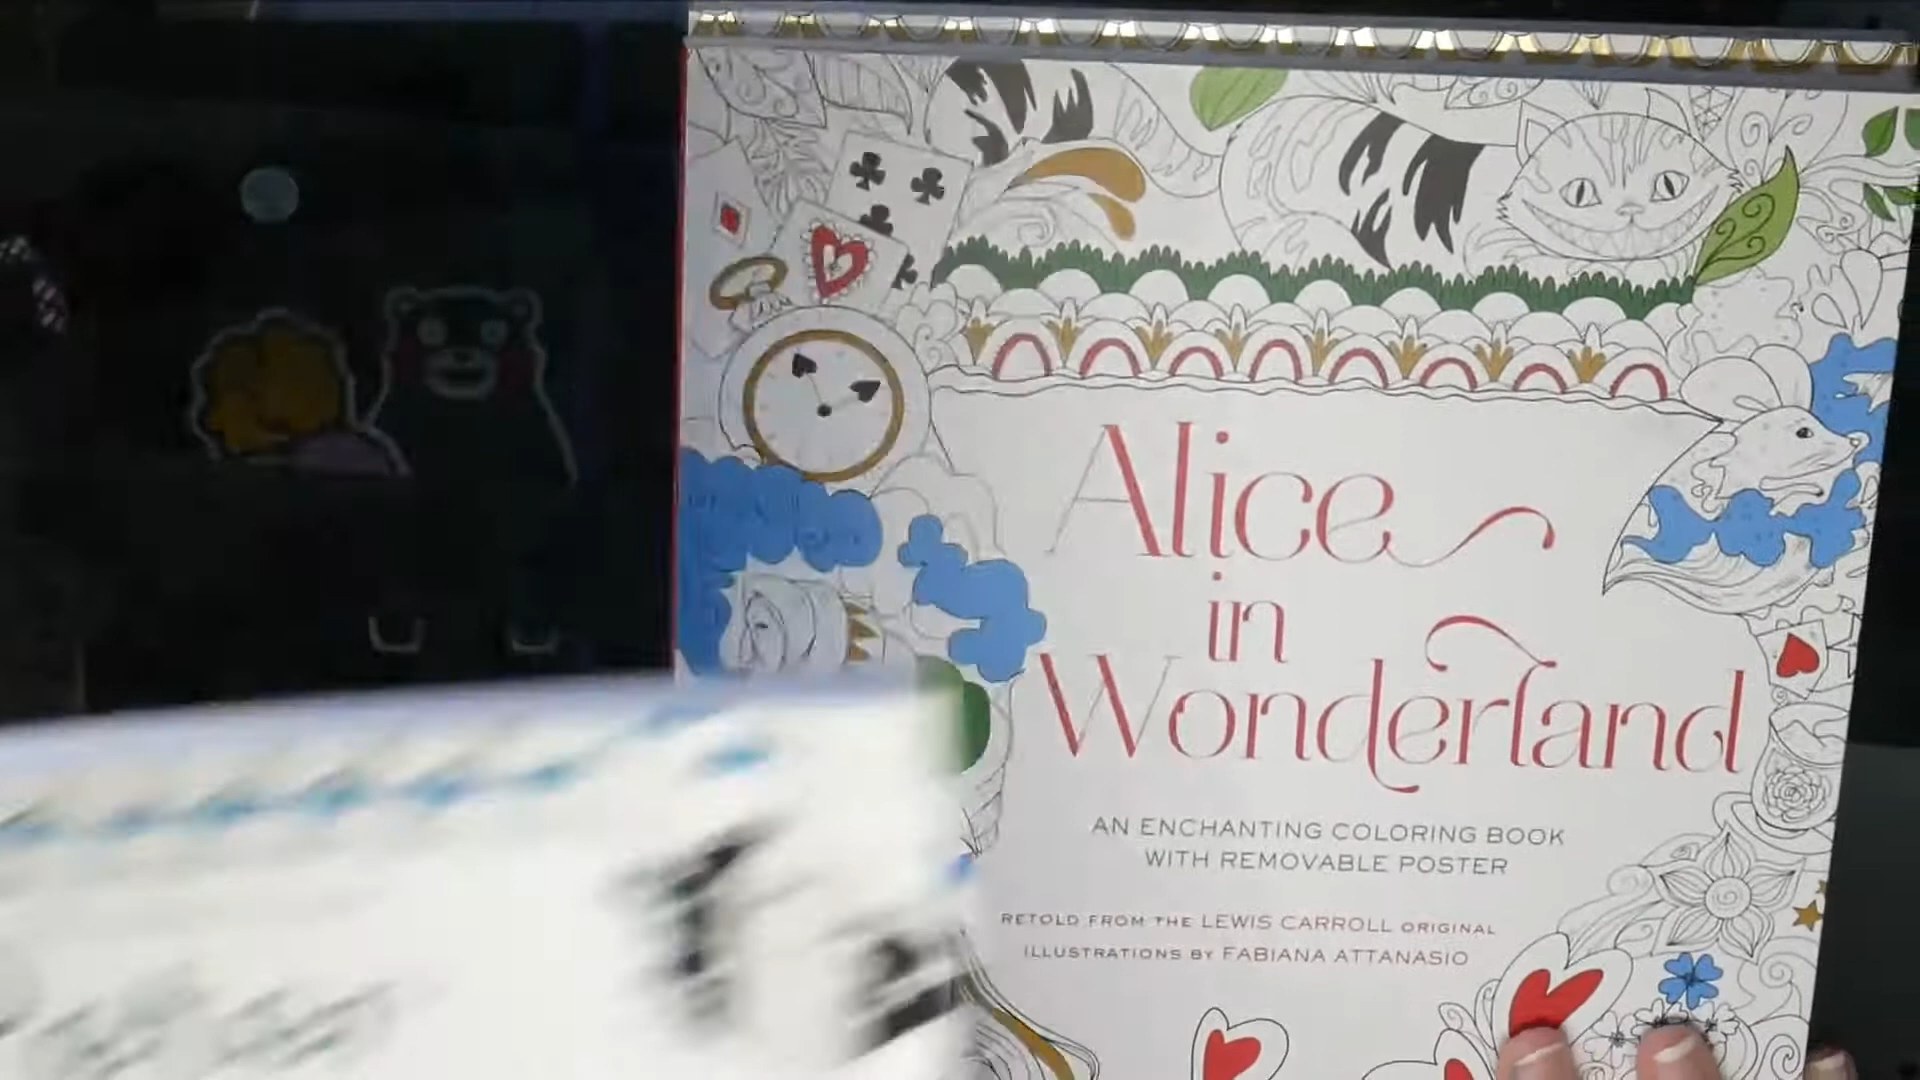 Alice
in
Wonderland
AN ENCHANTING COLORING BOOK
WITH REMOVABLE POSTER
RETOLD FROM THE LEWIS CARROLL ORIGINAL
ILLUSTRATIONS BY FABIANA ATTANASIO